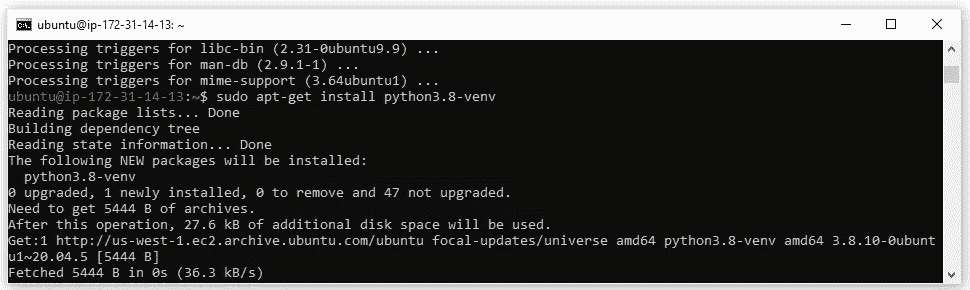 ubuntu@ip-172-31-14-13: ~
Processing triggers for libc-bin (2.31-0ubuntu9.9) ...
Processing triggers for man-db (2.9.1-1) ...
Processing triggers for mime-support (3.64ubuntu1) ...
ubuntu@ip-172-31-14-13:~$ sudo apt-get install python3.8-venv
Reading package lists... Done
Building dependency tree
Reading state information... Done
The following NEW packages will be installed:
  python3.8-venv
0 upgraded, 1 newly installed, 0 to remove and 47 not upgraded.
Need to get 5444 B of archives.
After this operation, 27.6 kB of additional disk space will be used.
Get:1 http://us-west-1.ec2.archive.ubuntu.com/ubuntu focal-updates/universe amd64 python3.8-venv amd64 3.8.10-0ubunt
u1~20.04.5 [5444 B]
Fetched 5444 B in 0s (36.3 kB/s)